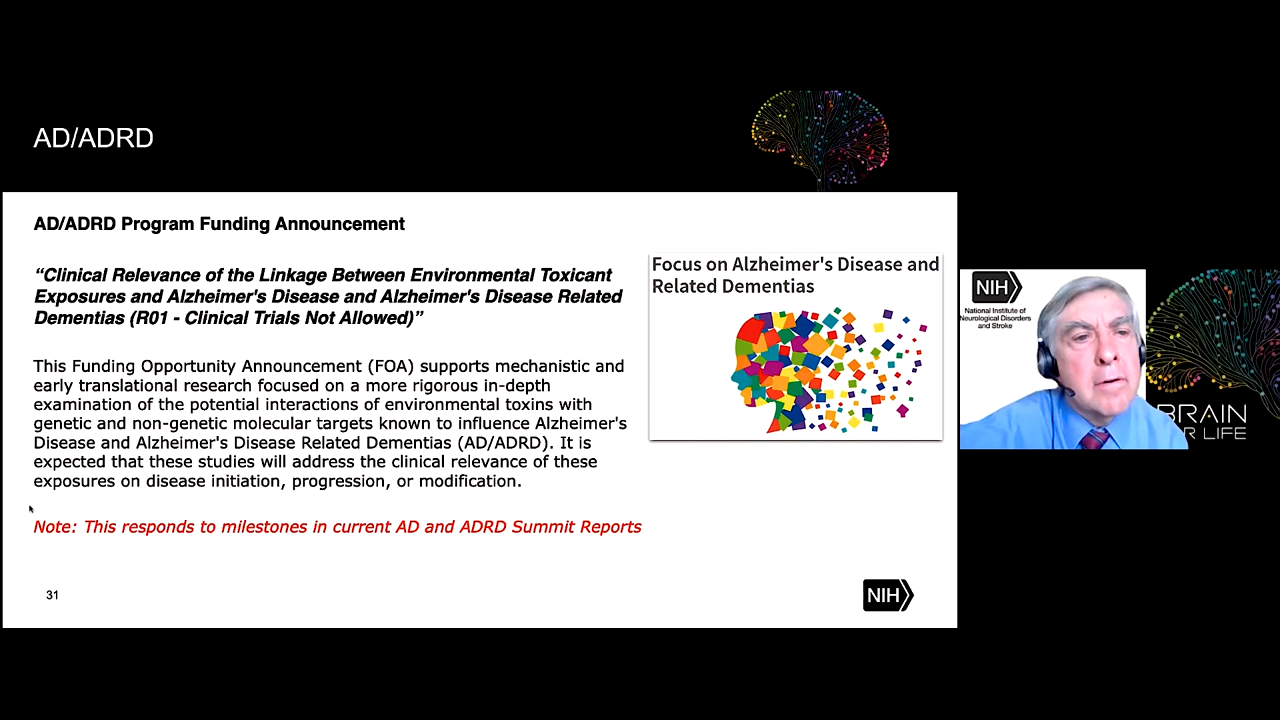 AD/ADRD
AD/ADRD Program Funding Announcement
“Clinical Relevance of the Linkage Between Environmental Toxicant
Exposures and Alzheimer's Disease and Alzheimer's Disease Related
Dementias (R01 - Clinical Trials Not Allowed)”
This Funding Opportunity Announcement (FOA) supports mechanistic and
early translational research focused on a more rigorous in-depth
examination of the potential interactions of environmental toxins with
genetic and non-genetic molecular targets known to influence Alzheimer's
Disease and Alzheimer's Disease Related Dementias (AD/ADRD). It is
expected that these studies will address the clinical relevance of these
exposures on disease initiation, progression, or modification.
Note: This responds to milestones in current AD and ADRD Summit Reports
31
NIH
Focus on Alzheimer's Disease and
Related Dementias
NIH
National Institute of
Neurological Disorders
and Stroke
BRAIN
R LIFE